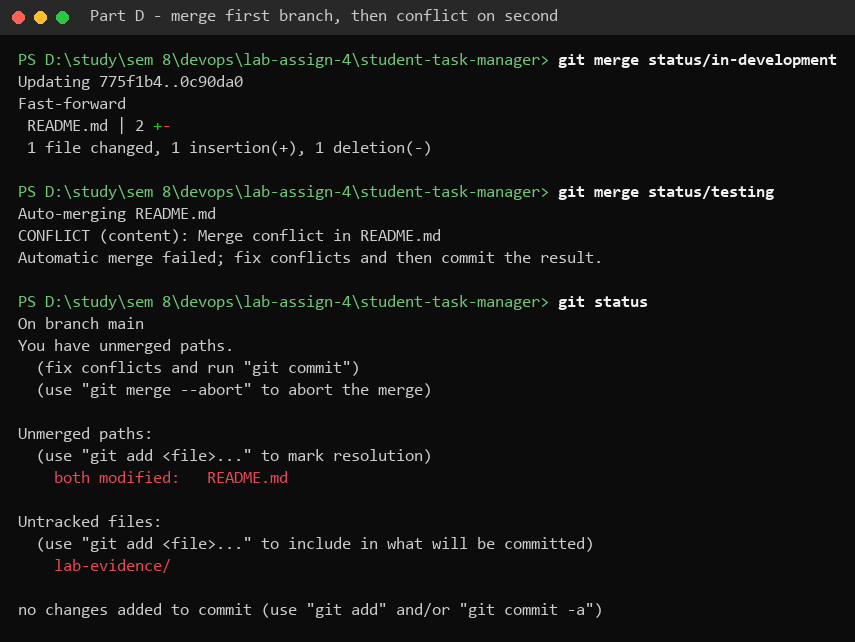 Part D - merge first branch, then conflict on second
PS D:\study\sem 8\devops\lab-assign-4\student-task-manager> git merge status/in-development
Updating 775f1b4..0c90da0
Fast-forward
 README.md | 2 +-
 1 file changed, 1 insertion(+), 1 deletion(-)
PS D:\study\sem 8\devops\lab-assign-4\student-task-manager> git merge status/testing
Auto-merging README.md
CONFLICT (content): Merge conflict in README.md
Automatic merge failed; fix conflicts and then commit the result.
PS D:\study\sem 8\devops\lab-assign-4\student-task-manager> git status
On branch main
You have unmerged paths.
  (fix conflicts and run "git commit")
  (use "git merge --abort" to abort the merge)
Unmerged paths:
  (use "git add <file>..." to mark resolution)
    both modified:   README.md
Untracked files:
  (use "git add <file>..." to include in what will be committed)
    lab-evidence/
no changes added to commit (use "git add" and/or "git commit -a")